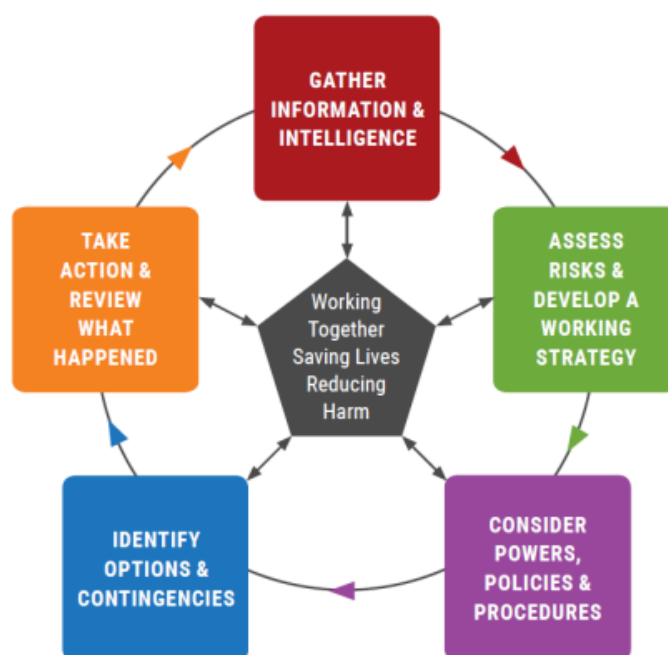 GATHER
INFORMATION &
INTELLIGENCE
ASSESS
RISKS &
DEVELOP A
WORKING
STRATEGY
CONSIDER
POWERS,
POLICIES &
PROCEDURES
IDENTIFY
OPTIONS &
CONTINGENCIES
TAKE
ACTION &
REVIEW
WHAT
HAPPENED
Working
Together
Saving Lives
Reducing
Harm